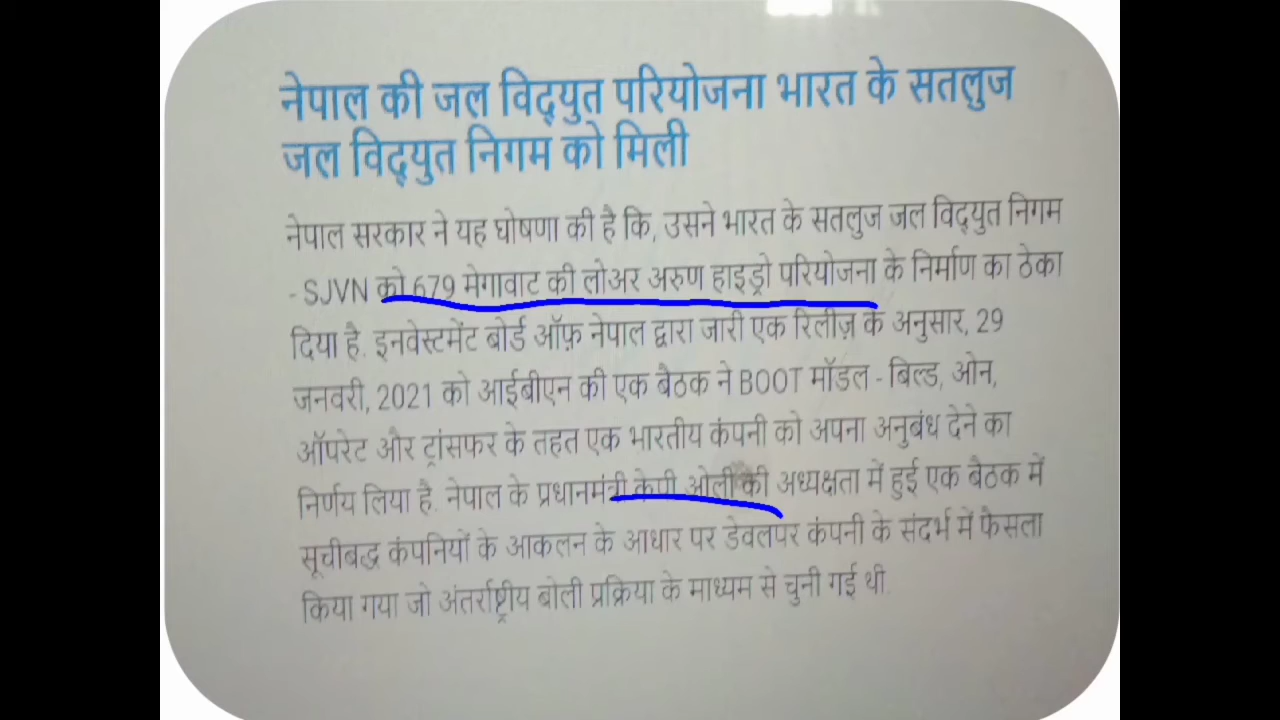 नेपाल की जल विद्युत परियोजना भारत के सतलुज
जल विद्युत निगम को मिली
नेपाल सरकार ने यह घोषणा की है कि, उसने भारत के सतलुज जल विद्युत निगम
- SJVN को 679 मेगावाट की लोअर अरुण हाइड्रो परियोजना के निर्माण का ठेका
दिया है. इनवेस्टमेंट बोर्ड ऑफ़ नेपाल द्वारा जारी एक रिलीज़ के अनुसार, 29
जनवरी, 2021 को आईबीएन की एक बैठक ने BOOT मॉडल - बिल्ड, ओन,
ऑपरेट और ट्रांसफर के तहत एक भारतीय कंपनी को अपना अनुबंध देने का
निर्णय लिया है. नेपाल के प्रधानमंत्री केपी ओली की अध्यक्षता में हुई एक बैठक में
सूचीबद्ध कंपनियों के आकलन के आधार पर डेवलपर कंपनी के संदर्भ में फैसला
किया गया जो अंतर्राष्ट्रीय बोली प्रक्रिया के माध्यम से चुनी गई थी.